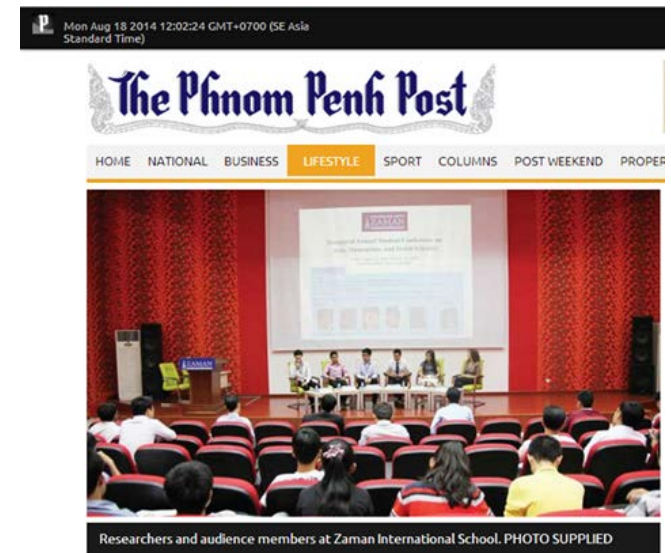 Mon Aug 18 2014 12:02:24 GMT+0700 (SE Asia
Standard Time)
The Phnom Penh Post
HOME NATIONAL BUSINESS LIFESTYLE SPORT COLUMNS POST WEEKEND PROPER
ZAMAN
ZAMAN
Researchers and audience members at Zaman International School. PHOTO SUPPLIED